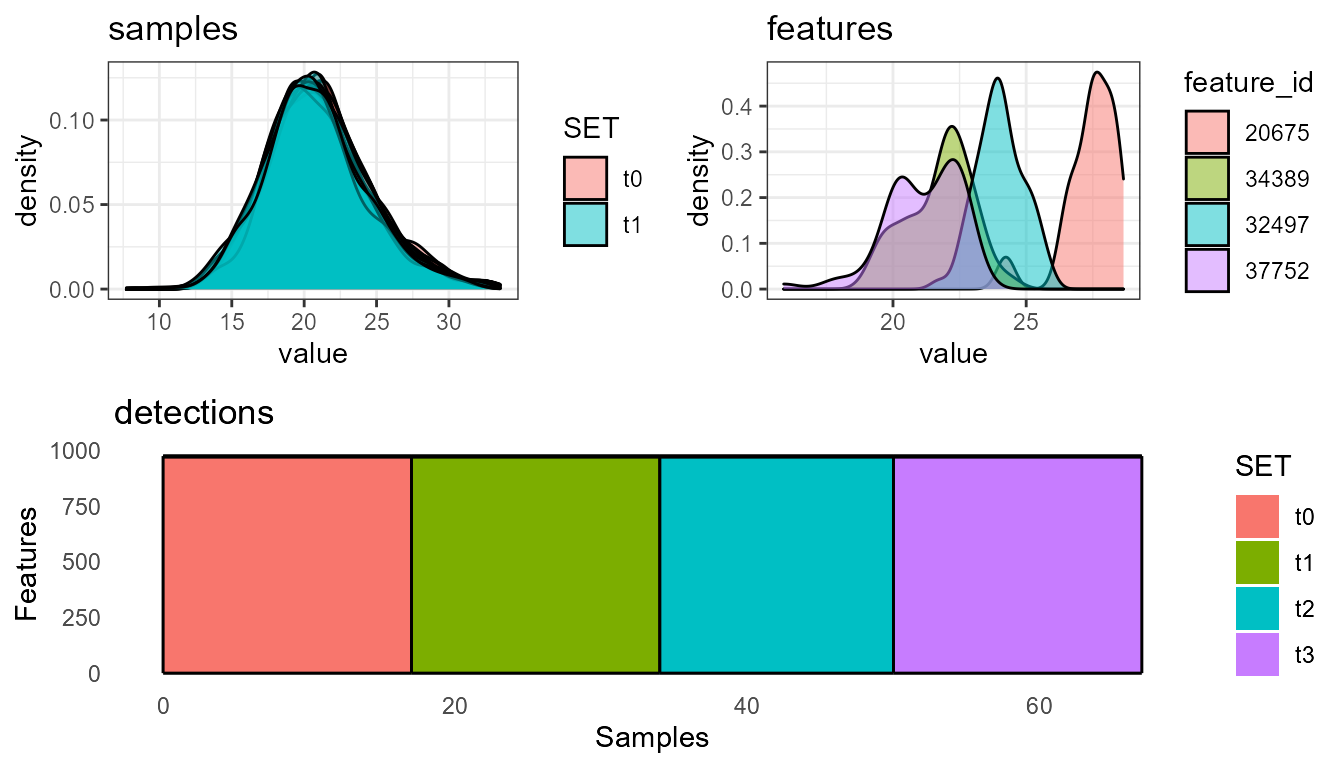 samples
density
0.10
0.05
0.00
10 15 20 25 30
value
SET
t0
t1
features
density
0.4
0.3
0.2
0.1
0.0
20 25
value
feature_id
20675
34389
32497
37752
detections
Features
1000
750
500
250
0
0 20 40 60
Samples
SET
t0
t1
t2
t3